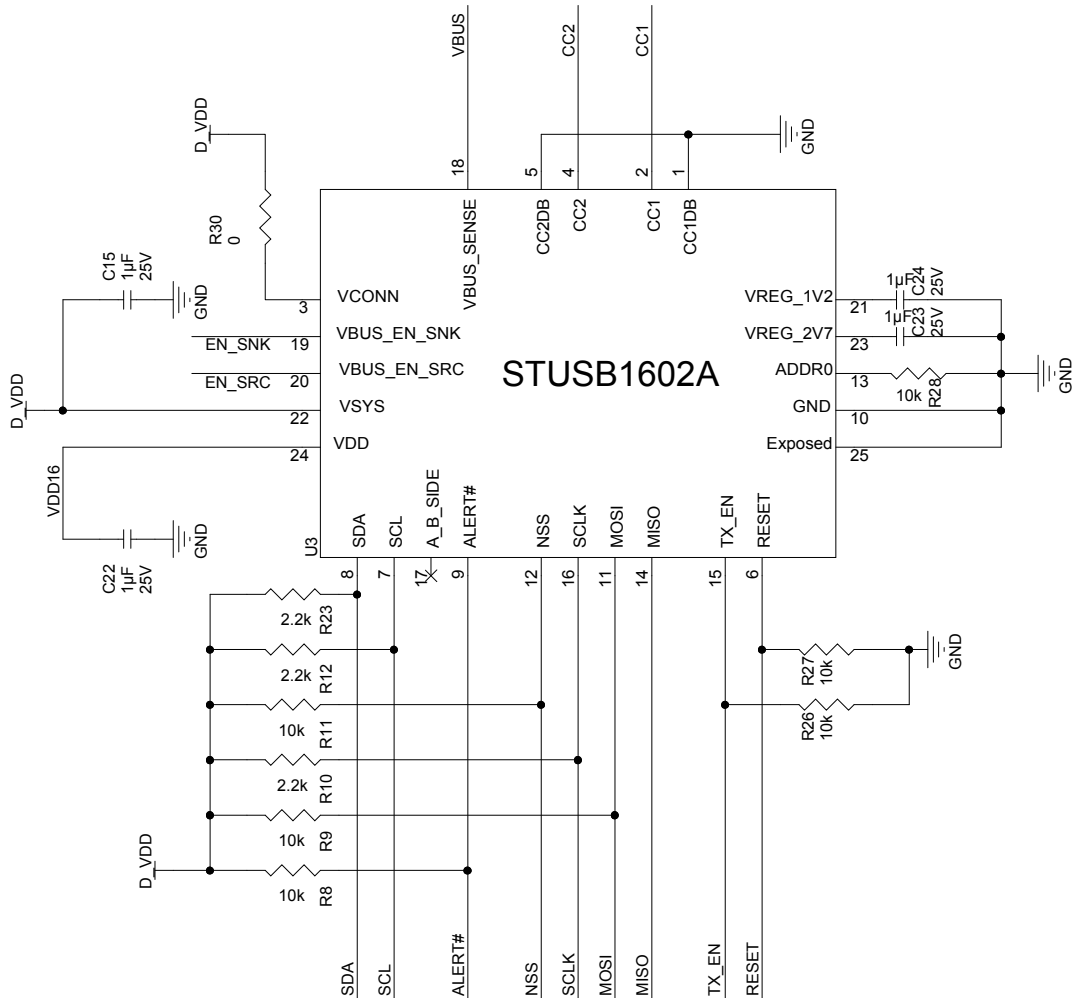 VBUS
CC2
CC1
D_VDD
GND
18
5
4
2
1
R30
0
VBUS_SENSE
CC2DB
CC2
CC1
CC1DB
C15
1µF
25V
GND
3
VCONN
VREG_1V2
21
1µF
C24
25V
EN_SNK
19
VBUS_EN_SNK
VREG_2V7
23
1µF
C23
25V
EN_SRC
20
VBUS_EN_SRC
STUSB1602A
ADDR0
13
10k
R28
GND
D_VDD
22
VSYS
GND
10
24
VDD
Exposed
25
VDD16
C22
1µF
25V
GND
U3
SDA
SCL
A_B_SIDE
ALERT#
NSS
SCLK
MOSI
MISO
TX_EN
RESET
8
7
17
9
12
16
11
14
15
6
2.2k
R23
2.2k
R12
10k
R11
2.2k
R10
10k
R9
10k
R8
D_VDD
R27
10k
R26
10k
GND
SDA
SCL
ALERT#
NSS
SCLK
MOSI
MISO
TX_EN
RESET